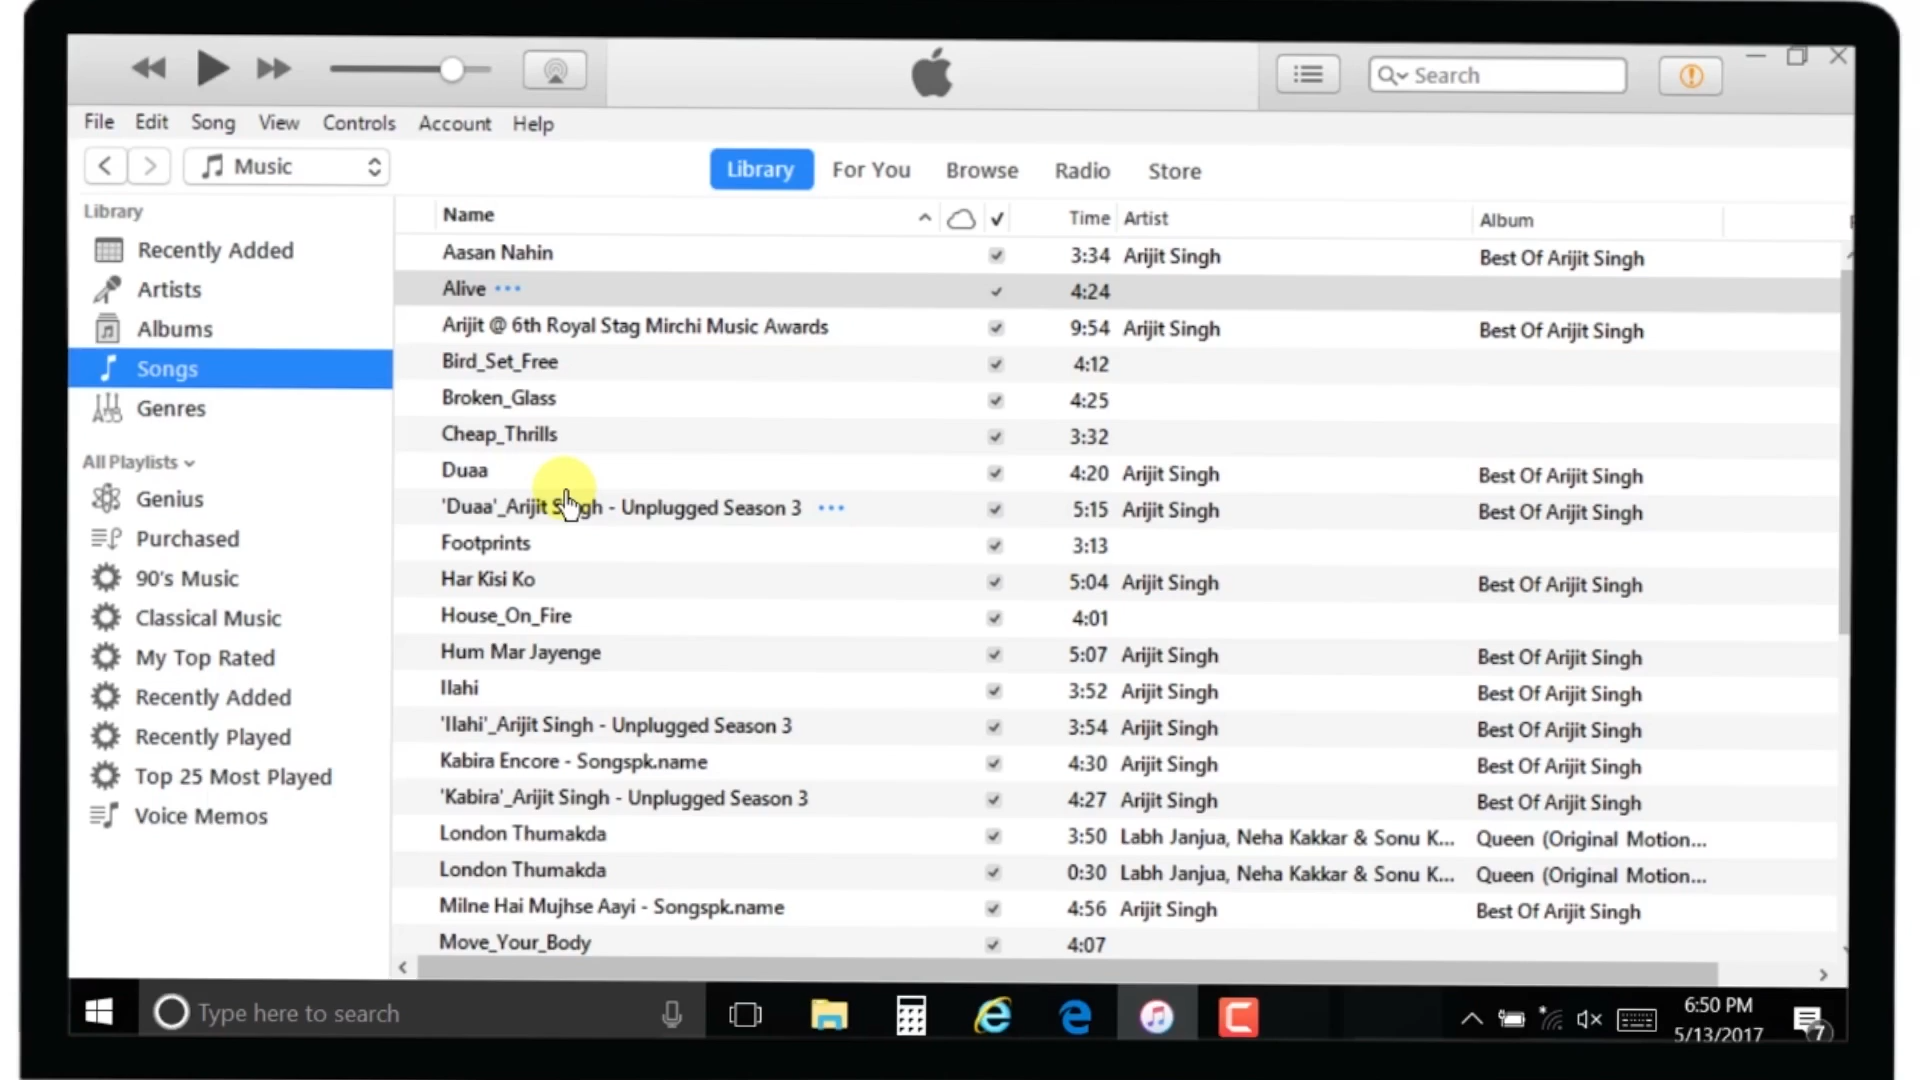 Search
File Edit Song View Controls Account Help
Music
Library For You Browse Radio Store
Library
Recently Added
Artists
Albums
Songs
Genres
All Playlists
Genius
Purchased
90's Music
Classical Music
My Top Rated
Recently Added
Recently Played
Top 25 Most Played
Voice Memos
Name Time Artist Album
Aasan Nahin 3:34 Arijit Singh Best Of Arijit Singh
Alive ••• 4:24
Arijit @ 6th Royal Stag Mirchi Music Awards 9:54 Arijit Singh Best Of Arijit Singh
Bird_Set_Free 4:12
Broken_Glass 4:25
Cheap_Thrills 3:32
Duaa 4:20 Arijit Singh Best Of Arijit Singh
'Duaa'_Arijit Singh - Unplugged Season 3 ••• 5:15 Arijit Singh Best Of Arijit Singh
Footprints 3:13
Har Kisi Ko 5:04 Arijit Singh Best Of Arijit Singh
House_On_Fire 4:01
Hum Mar Jayenge 5:07 Arijit Singh Best Of Arijit Singh
Ilahi 3:52 Arijit Singh Best Of Arijit Singh
'Ilahi'_Arijit Singh - Unplugged Season 3 3:54 Arijit Singh Best Of Arijit Singh
Kabira Encore - Songspk.name 4:30 Arijit Singh Best Of Arijit Singh
'Kabira'_Arijit Singh - Unplugged Season 3 4:27 Arijit Singh Best Of Arijit Singh
London Thumakda 3:50 Labh Janjua, Neha Kakkar & Sonu K... Queen (Original Motion...
London Thumakda 0:30 Labh Janjua, Neha Kakkar & Sonu K... Queen (Original Motion...
Milne Hai Mujhse Aayi - Songspk.name 4:56 Arijit Singh Best Of Arijit Singh
Move_Your_Body 4:07
Type here to search
6:50 PM
5/13/2017
7